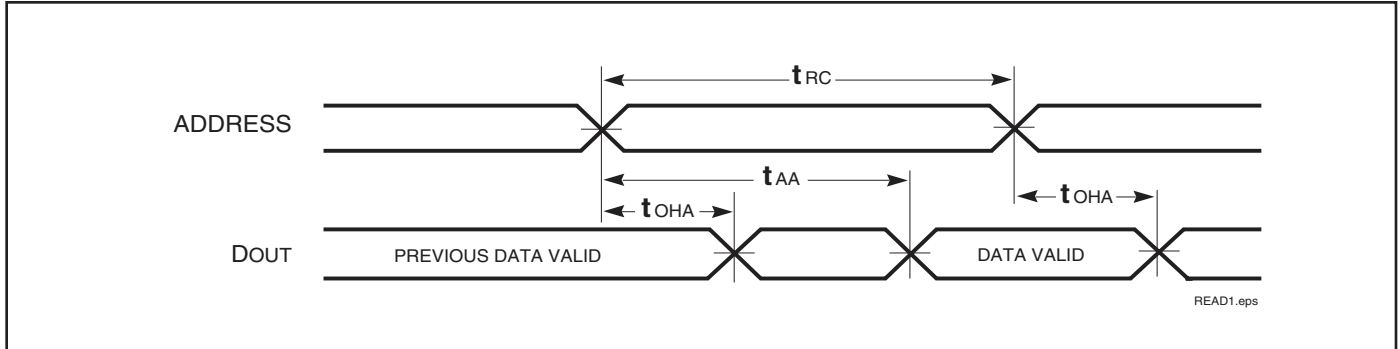 tRC
ADDRESS
tAA
tOHA
tOHA
DOUT
PREVIOUS DATA VALID
DATA VALID
READ1.eps